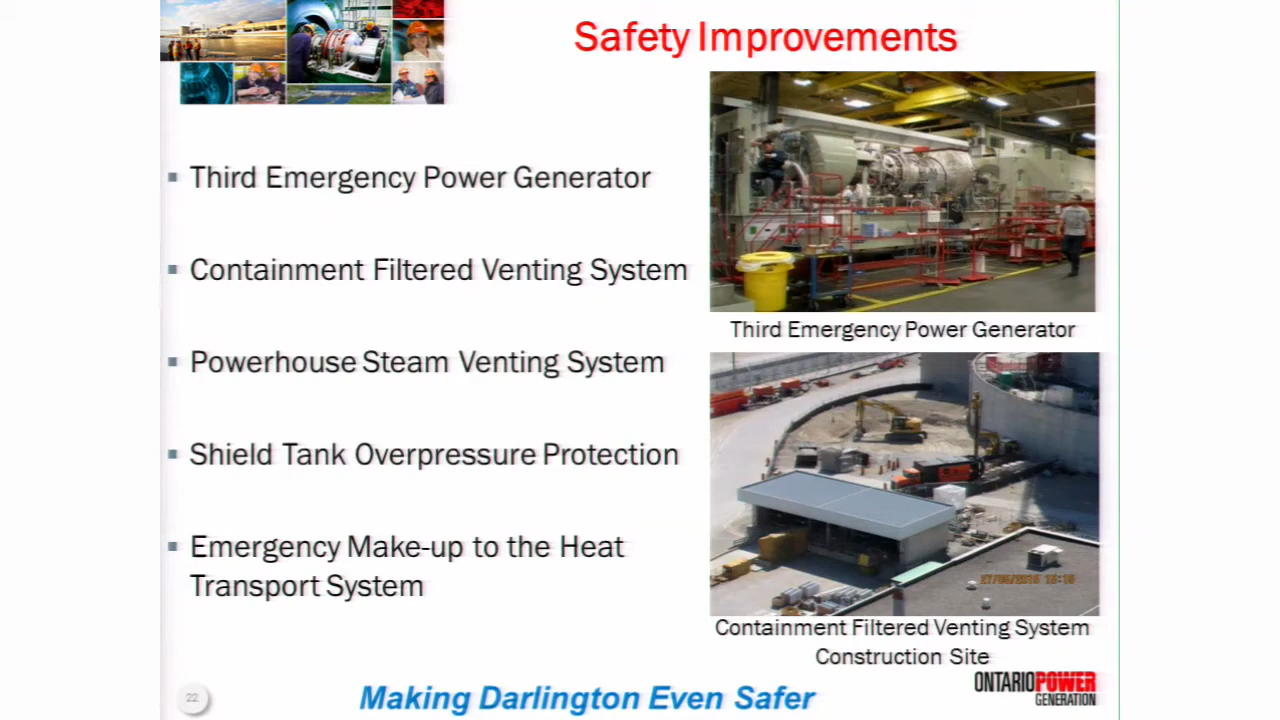 Safety Improvements
Third Emergency Power Generator
Containment Filtered Venting System
Powerhouse Steam Venting System
Shield Tank Overpressure Protection
Emergency Make-up to the Heat
Transport System
Third Emergency Power Generator
Containment Filtered Venting System
Construction Site
22
Making Darlington Even Safer
ONTARIOPOWER
GENERATION